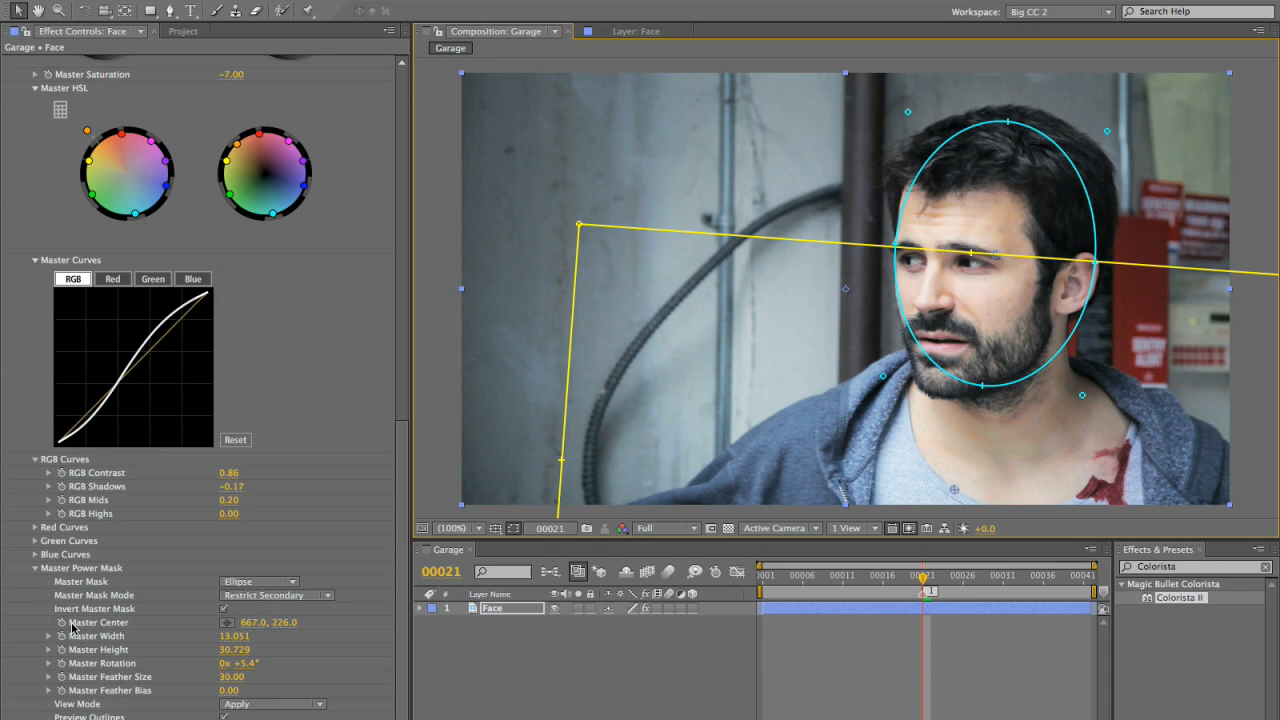 Workspace: Big CC 2
Search Help
Effect Controls: Face
Project
Composition: Garage
Layer: Face
Garage • Face
Garage
Master Saturation -7.00
Master HSL
Master Curves
RGB Red Green Blue
Reset
RGB Curves
RGB Contrast 0.86
RGB Shadows -0.17
RGB Mids 0.20
RGB Highs 0.00
Red Curves
Green Curves
Blue Curves
Master Power Mask
Master Mask Ellipse
Master Mask Mode Restrict Secondary
Invert Master Mask
Master Center 667.0, 226.0
Master Width 13.051
Master Height 30.729
Master Rotation 0x +5.4°
Master Feather Size 30.00
Master Feather Bias 0.00
View Mode Apply
Preview Outlines
SENTRY
ALERT
(100%) 00021 Full Active Camera 1 View +0.0
Garage
00021
0001 00006 00011 00016 00021 00026 00031 00036 00041
# Layer Name
1
1 Face
Effects & Presets
Colorista
Magic Bullet Colorista
Colorista II